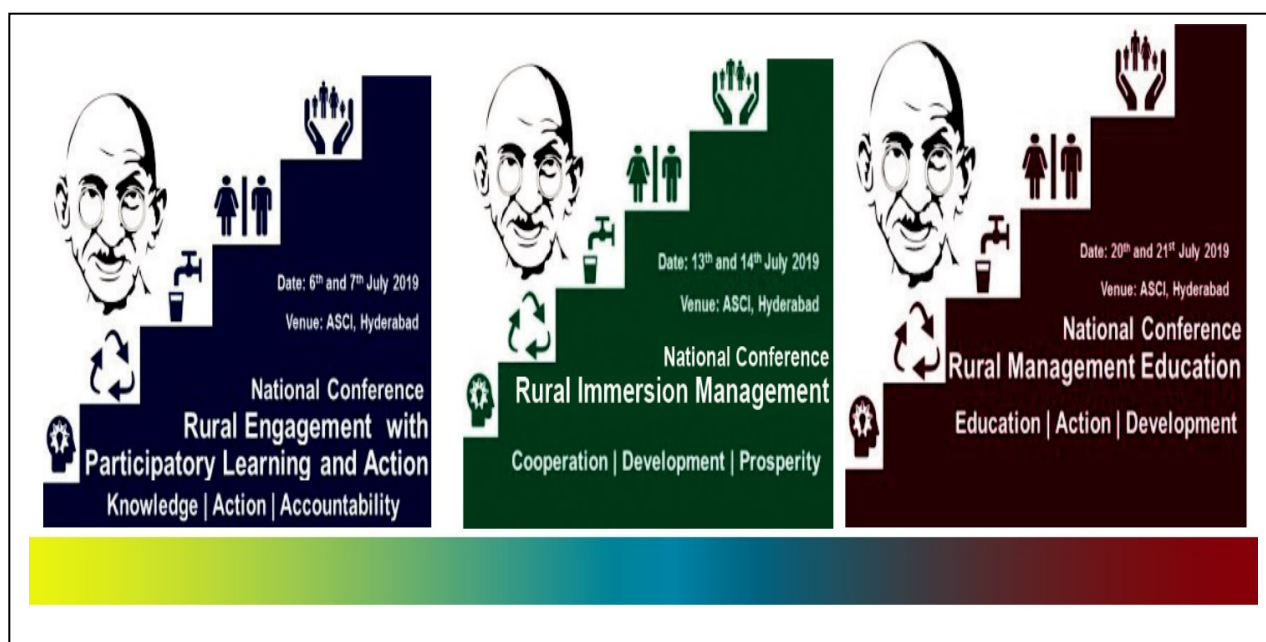 Date: 6th and 7th July 2019
Venue: ASCI, Hyderabad
National Conference
Rural Engagement with
Participatory Learning and Action
Knowledge | Action | Accountability
Date: 13th and 14th July 2019
Venue: ASCI, Hyderabad
National Conference
Rural Immersion Management
Cooperation | Development | Prosperity
Date: 20th and 21st July 2019
Venue: ASCI, Hyderabad
National Conference
Rural Management Education
Education | Action | Development